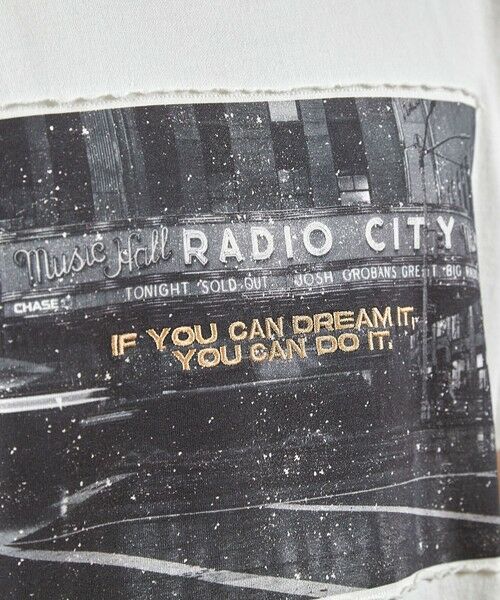 Music Hall RADIO CITY
CHASE
TONIGHT 'SOLD OUT' JOSH GROBAN'S GREAT BIG
IF YOU CAN DREAM IT,
YOU CAN DO IT.